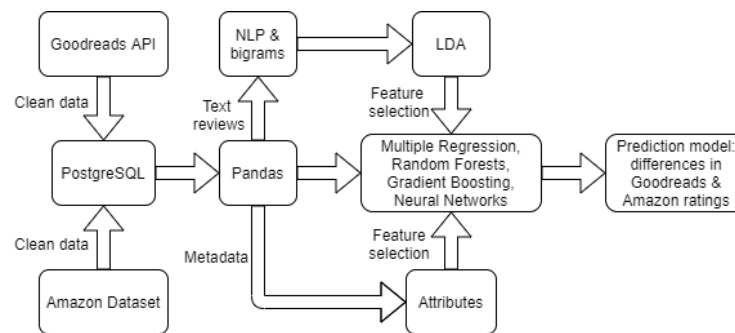 Goodreads API
NLP &
bigrams
LDA
Clean data
Text
reviews
Feature
selection
PostgreSQL
Pandas
Multiple Regression,
Random Forests,
Gradient Boosting,
Neural Networks
Prediction model:
differences in
Goodreads &
Amazon ratings
Clean data
Metadata
Feature
selection
Amazon Dataset
Attributes